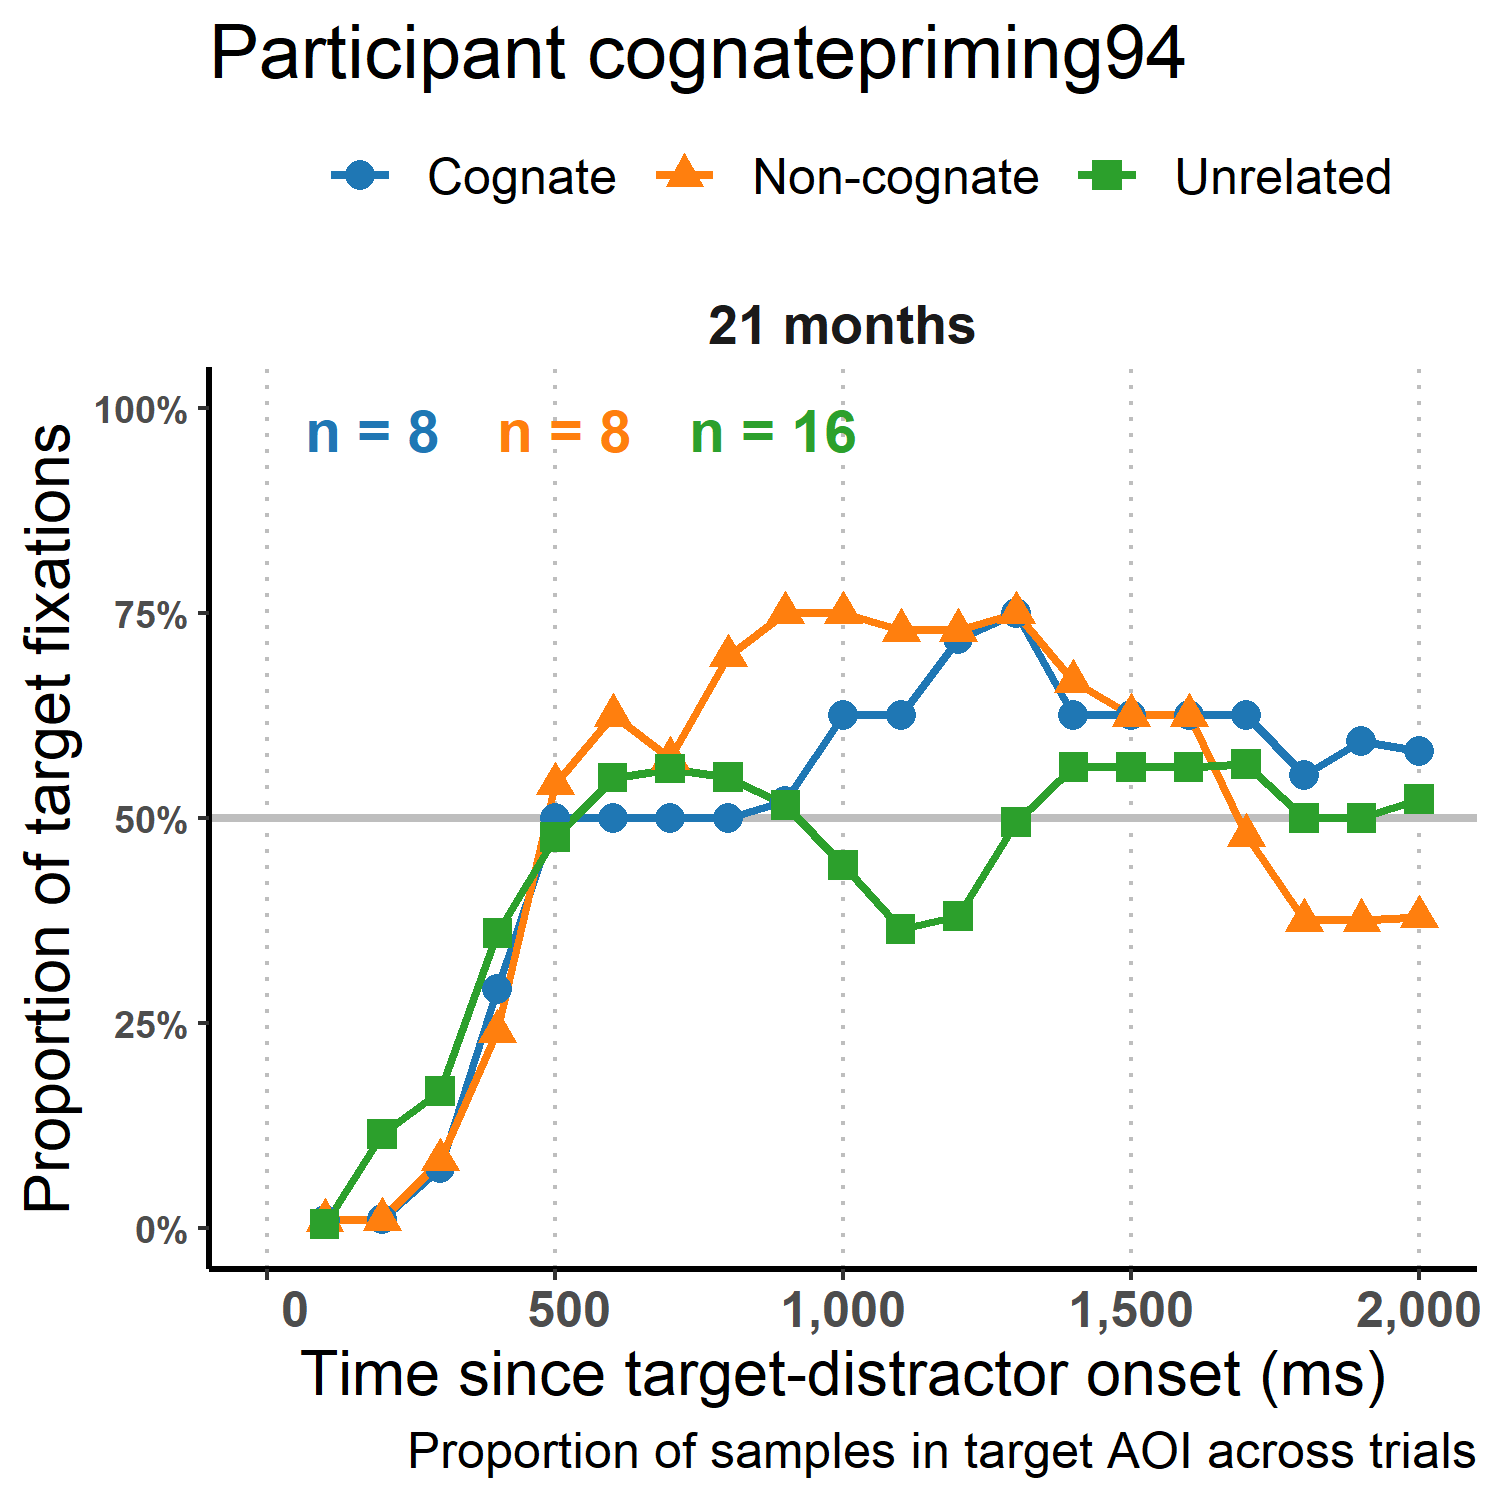 Participant cognatepriming94
Cognate Non-cognate Unrelated
21 months
n = 8 n = 8 n = 16
Proportion of target fixations
100%
75%
50%
25%
0%
0 500 1,000 1,500 2,000
Time since target-distractor onset (ms)
Proportion of samples in target AOI across trials